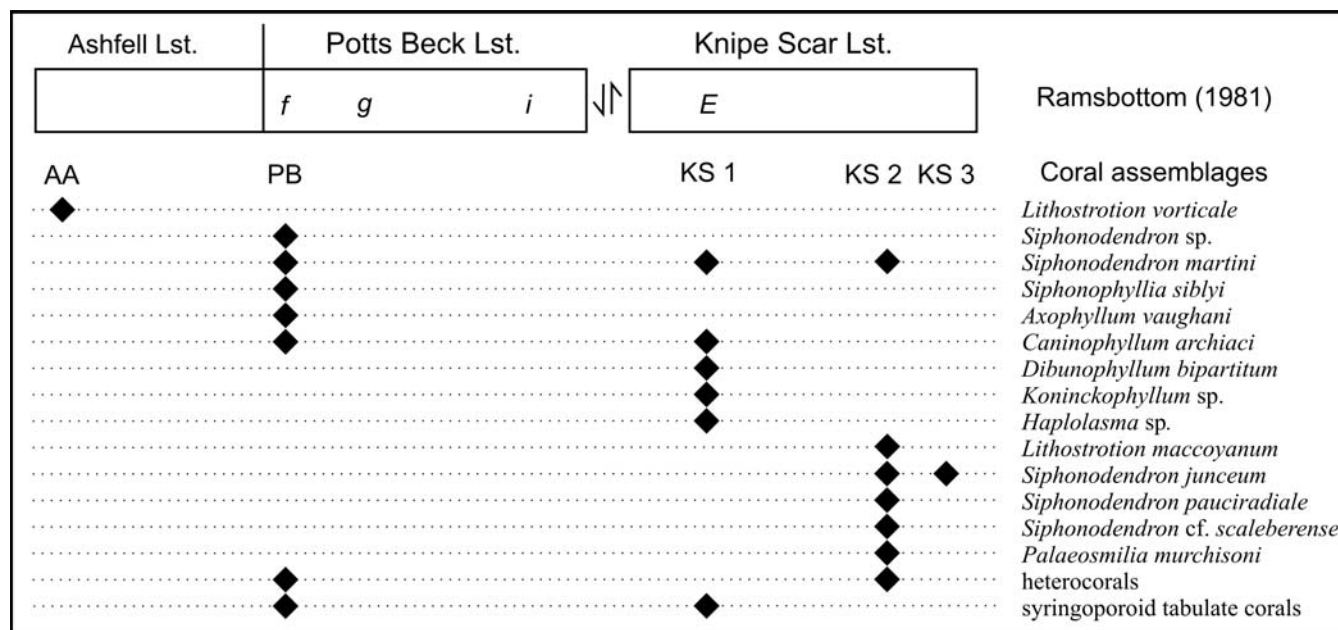 Ashfell Lst. Potts Beck Lst. Knipe Scar Lst.
f g i E Ramsbottom (1981)
AA PB KS 1 KS 2 KS 3 Coral assemblages
Lithostrotion vorticale
Siphonodendron sp.
Siphonodendron martini
Siphonophyllia siblyi
Axophyllum vaughani
Caninophyllum archiaci
Dibunophyllum bipartitum
Koninckophyllum sp.
Haplolasma sp.
Lithostrotion maccoyanum
Siphonodendron junceum
Siphonodendron pauciradiale
Siphonodendron cf. scaleberense
Palaeosmilia murchisoni
heterocorals
syringoporoid tabulate corals